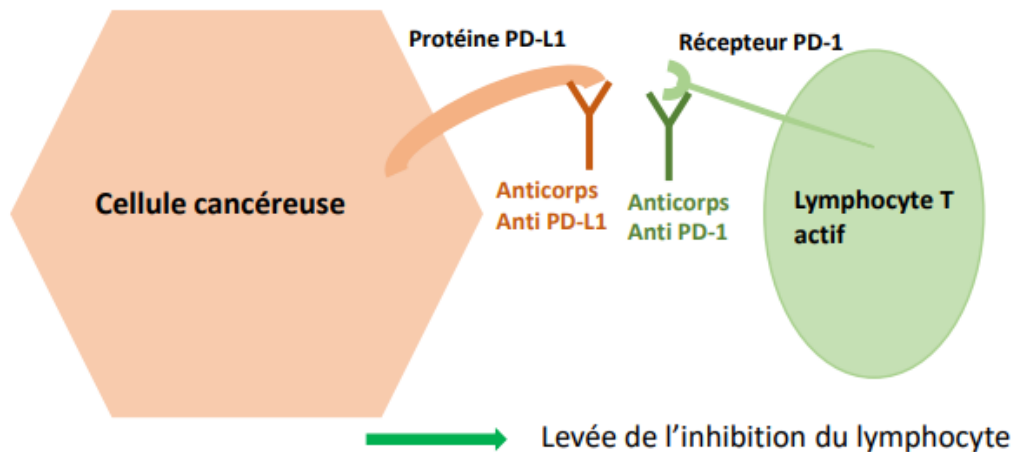 Protéine PD-L1
Récepteur PD-1
Cellule cancéreuse
Anticorps
Anti PD-L1
Anticorps
Anti PD-1
Lymphocyte T
actif
Levée de l’inhibition du lymphocyte